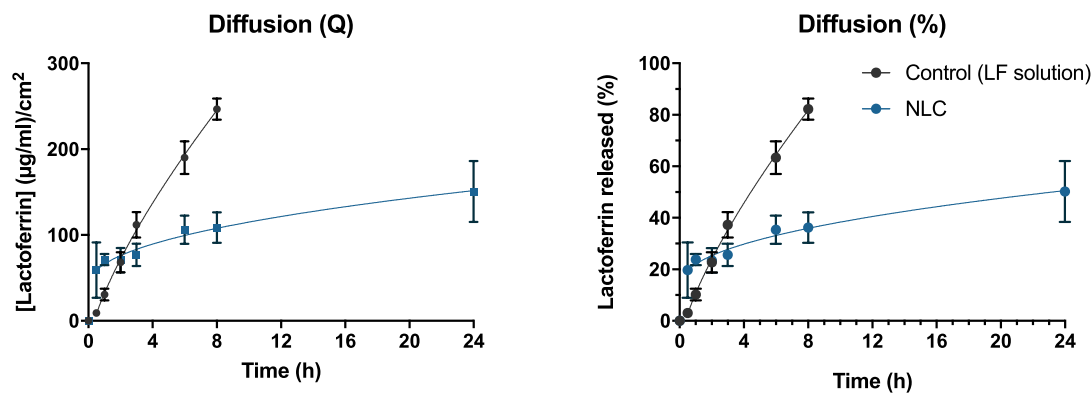 Diffusion (Q)
[Lactoferrin] (µg/ml)/cm²
300
200
100
0
0 4 8 12 16 20 24
Time (h)
Diffusion (%)
Lactoferrin released (%)
100
80
60
40
20
0
0 4 8 12 16 20 24
Time (h)
Control (LF solution)
NLC